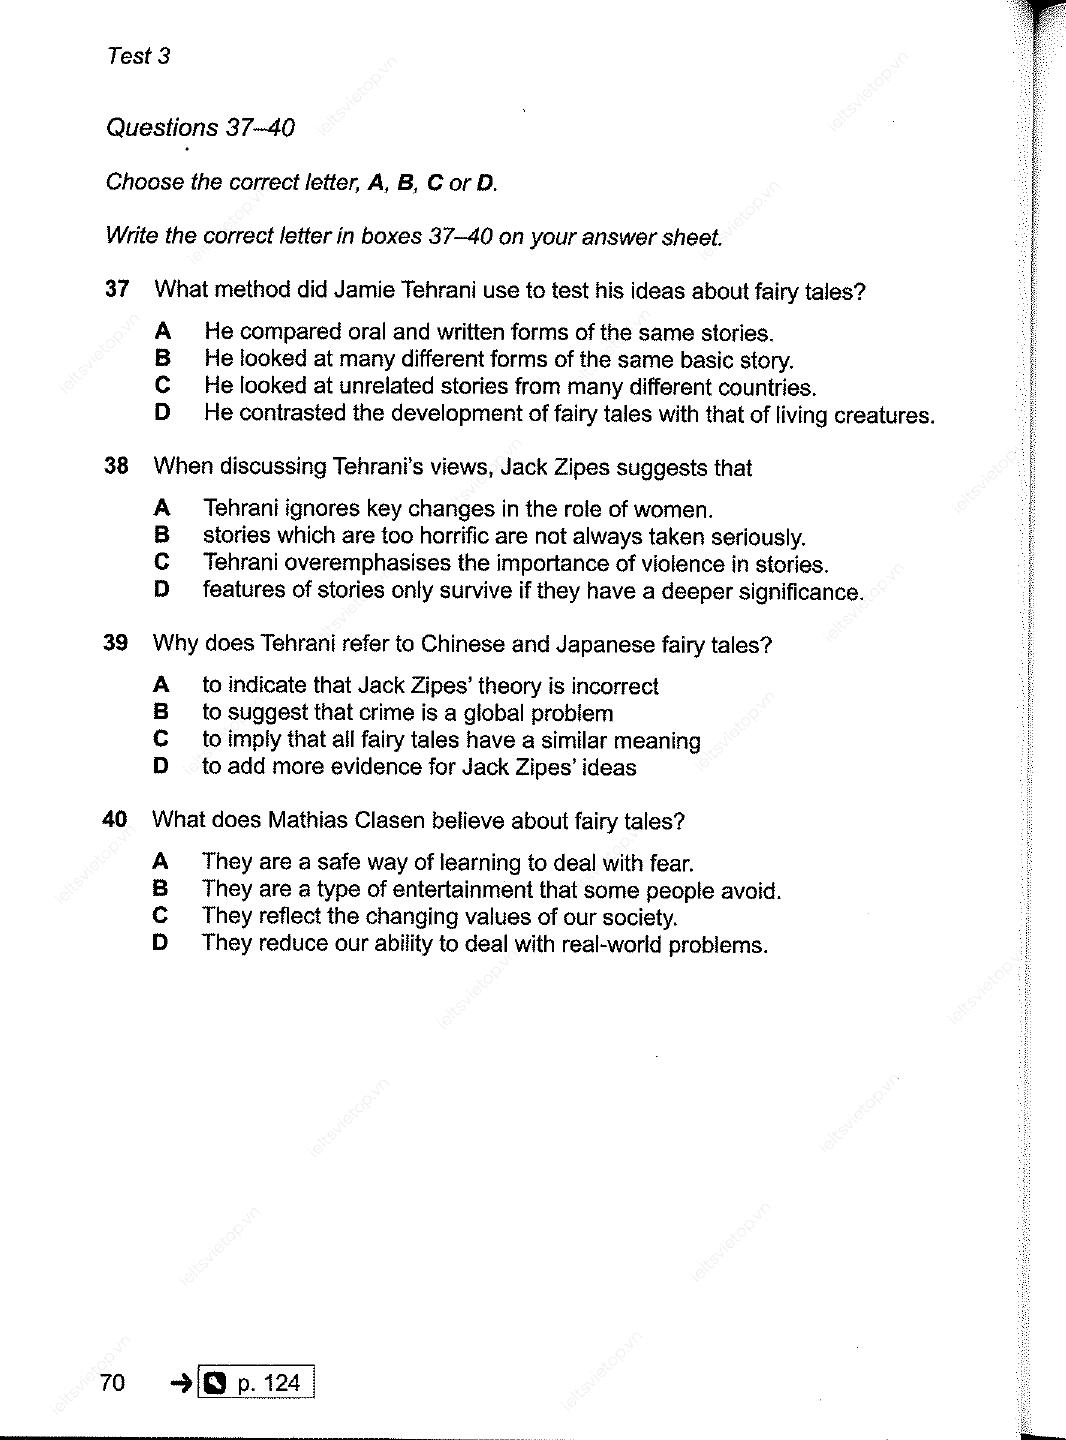 Test 3
Questions 37–40
Choose the correct letter, A, B, C or D.
Write the correct letter in boxes 37–40 on your answer sheet.
37 What method did Jamie Tehrani use to test his ideas about fairy tales?
A He compared oral and written forms of the same stories.
B He looked at many different forms of the same basic story.
C He looked at unrelated stories from many different countries.
D He contrasted the development of fairy tales with that of living creatures.
38 When discussing Tehrani's views, Jack Zipes suggests that
A Tehrani ignores key changes in the role of women.
B stories which are too horrific are not always taken seriously.
C Tehrani overemphasises the importance of violence in stories.
D features of stories only survive if they have a deeper significance.
39 Why does Tehrani refer to Chinese and Japanese fairy tales?
A to indicate that Jack Zipes' theory is incorrect
B to suggest that crime is a global problem
C to imply that all fairy tales have a similar meaning
D to add more evidence for Jack Zipes' ideas
40 What does Mathias Clasen believe about fairy tales?
A They are a safe way of learning to deal with fear.
B They are a type of entertainment that some people avoid.
C They reflect the changing values of our society.
D They reduce our ability to deal with real-world problems.
70 → p. 124
ieltsvietop.vn